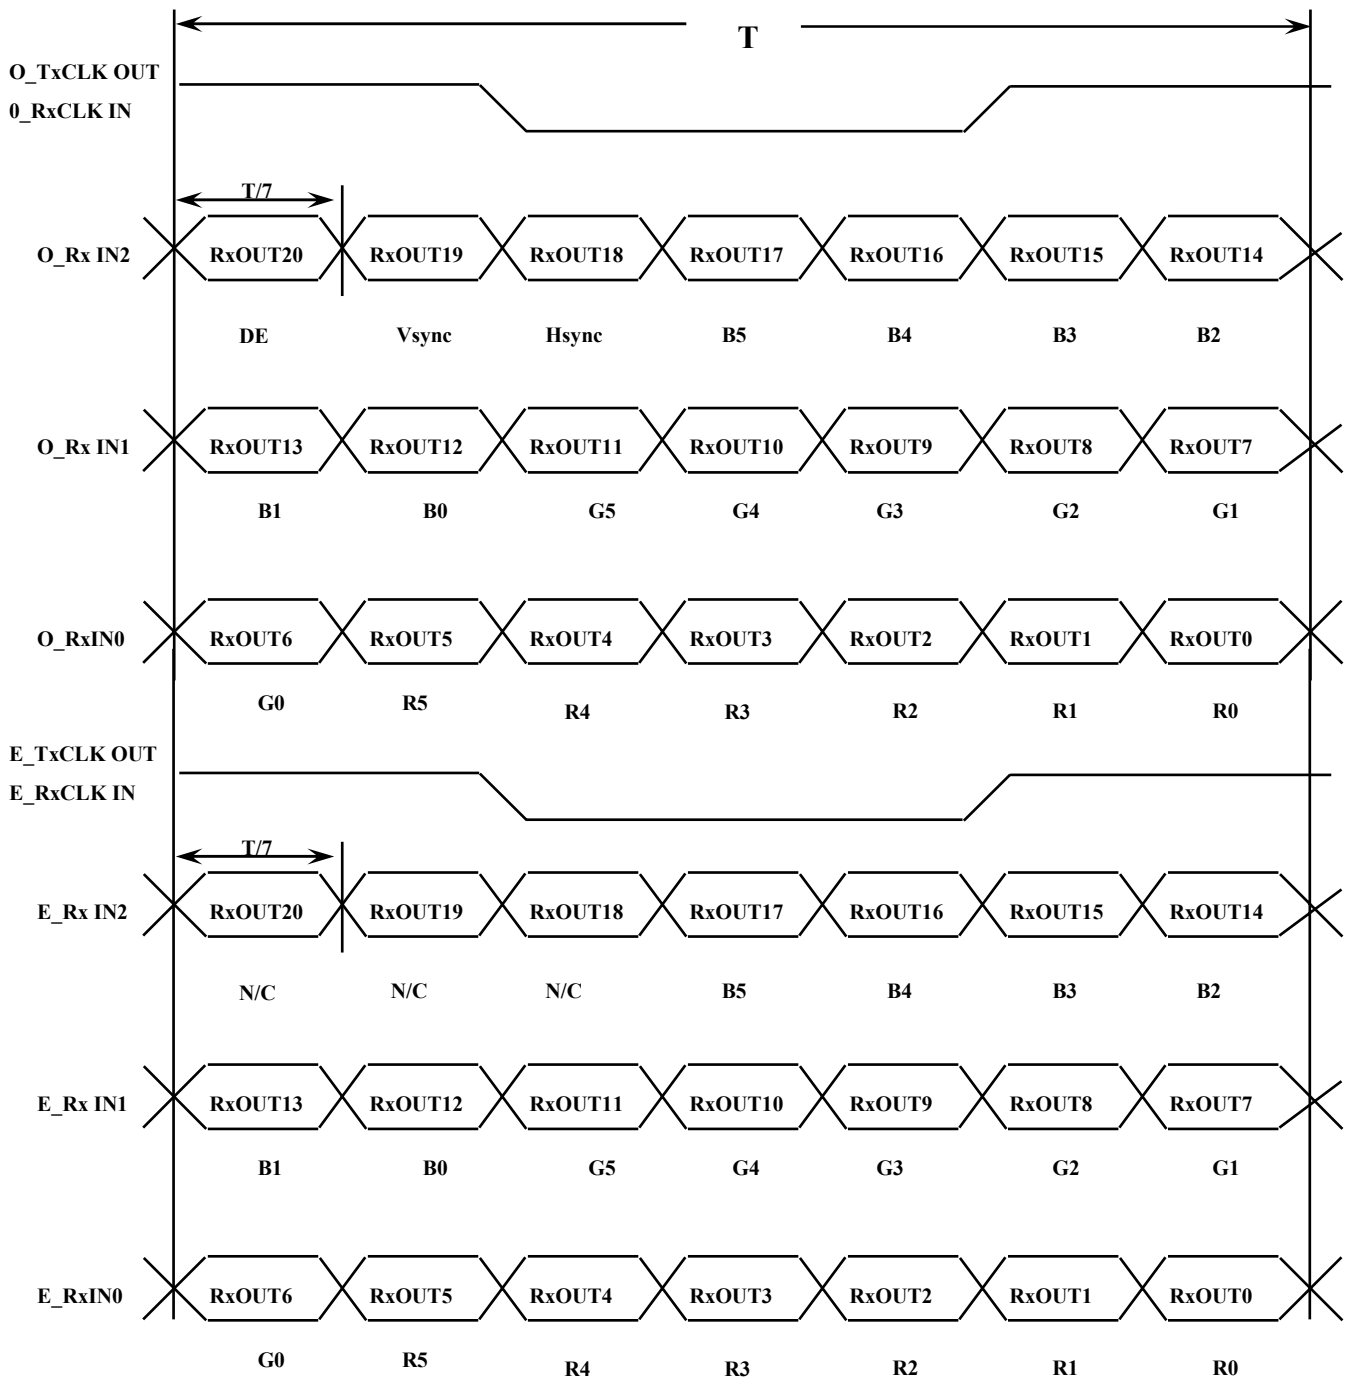 T
O_TxCLK OUT
0_RxCLK IN
T/7
O_Rx IN2 RxOUT20 RxOUT19 RxOUT18 RxOUT17 RxOUT16 RxOUT15 RxOUT14
DE Vsync Hsync B5 B4 B3 B2
O_Rx IN1 RxOUT13 RxOUT12 RxOUT11 RxOUT10 RxOUT9 RxOUT8 RxOUT7
B1 B0 G5 G4 G3 G2 G1
O_RxIN0 RxOUT6 RxOUT5 RxOUT4 RxOUT3 RxOUT2 RxOUT1 RxOUT0
G0 R5 R4 R3 R2 R1 R0
E_TxCLK OUT
E_RxCLK IN
T/7
E_Rx IN2 RxOUT20 RxOUT19 RxOUT18 RxOUT17 RxOUT16 RxOUT15 RxOUT14
N/C N/C N/C B5 B4 B3 B2
E_Rx IN1 RxOUT13 RxOUT12 RxOUT11 RxOUT10 RxOUT9 RxOUT8 RxOUT7
B1 B0 G5 G4 G3 G2 G1
E_RxIN0 RxOUT6 RxOUT5 RxOUT4 RxOUT3 RxOUT2 RxOUT1 RxOUT0
G0 R5 R4 R3 R2 R1 R0